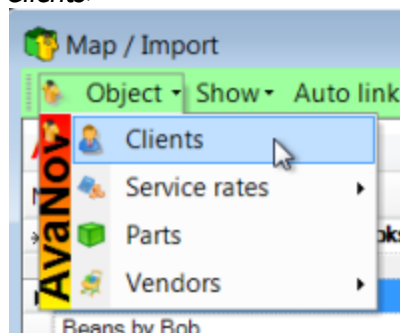 Clients.
Map / Import
Object Show Auto link
AvaNov
Clients
Service rates
Parts
Vendors
Beans by Bob